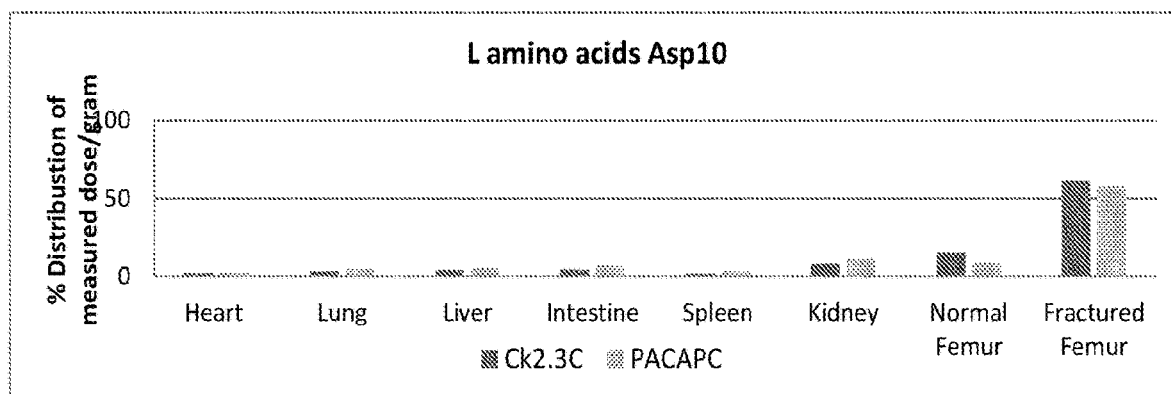 L amino acids Asp10
% Distribustion of
measured dose/gram
100
50
0
Heart Lung Liver Intestine Spleen Kidney Normal Femur Fractured Femur
Ck2.3C PACAPC